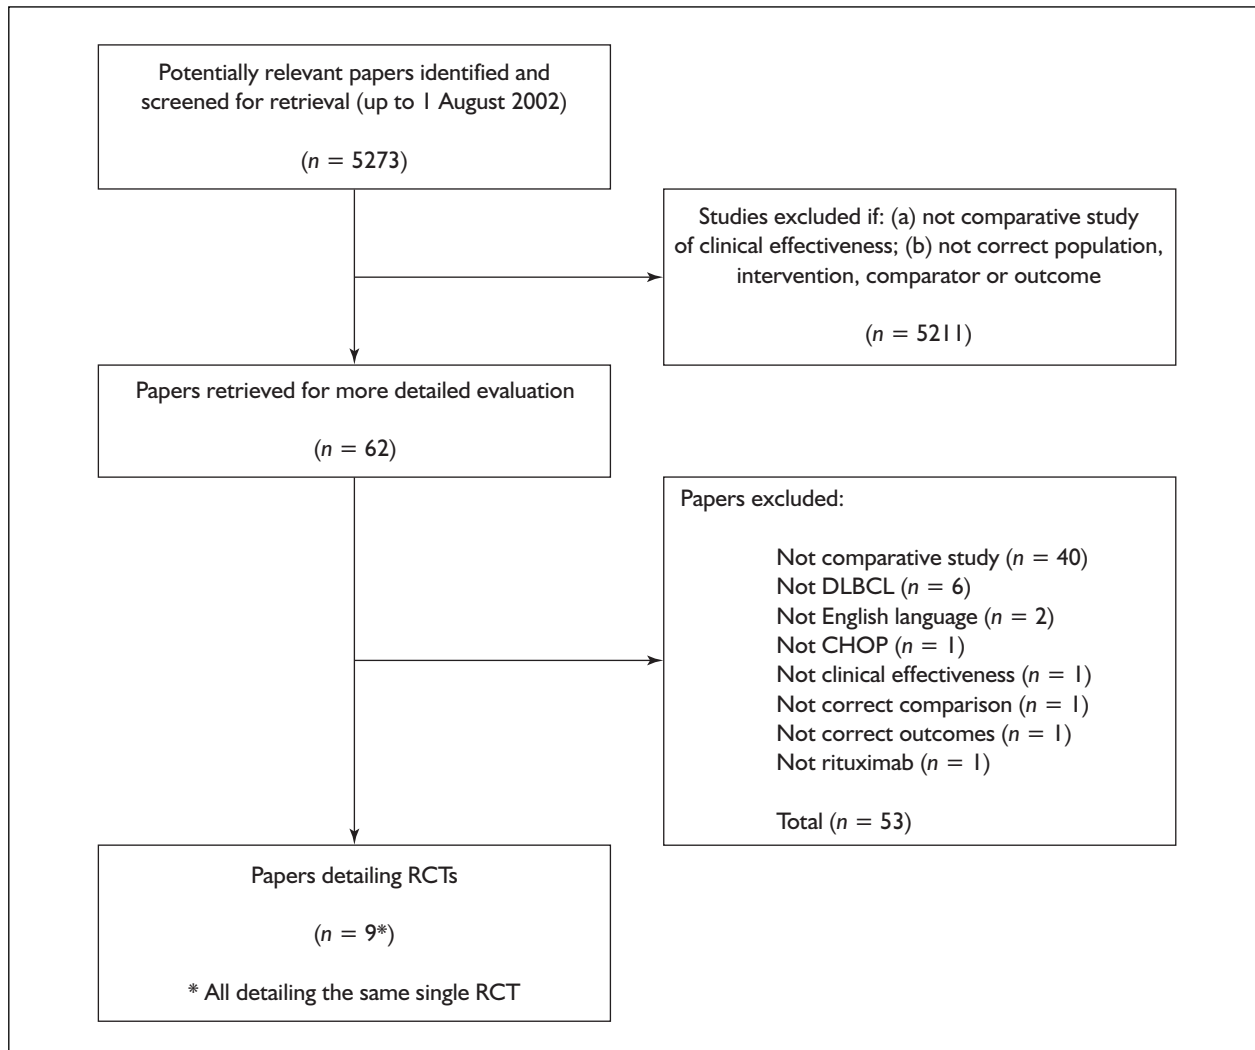 Potentially relevant papers identified and
screened for retrieval (up to 1 August 2002)
(n = 5273)
Studies excluded if: (a) not comparative study
of clinical effectiveness; (b) not correct population,
intervention, comparator or outcome
(n = 5211)
Papers retrieved for more detailed evaluation
(n = 62)
Papers excluded:
Not comparative study (n = 40)
Not DLBCL (n = 6)
Not English language (n = 2)
Not CHOP (n = 1)
Not clinical effectiveness (n = 1)
Not correct comparison (n = 1)
Not correct outcomes (n = 1)
Not rituximab (n = 1)
Total (n = 53)
Papers detailing RCTs
(n = 9*)
* All detailing the same single RCT